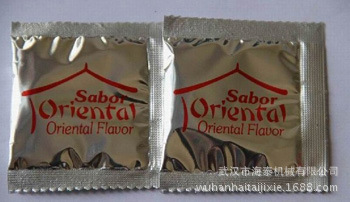 Sabor
Oriental
Oriental Flavor
Sabor
Oriental
Oriental Flavor
武汉市海泰机械有限公司
wuhanhaitaijixie.1688.com